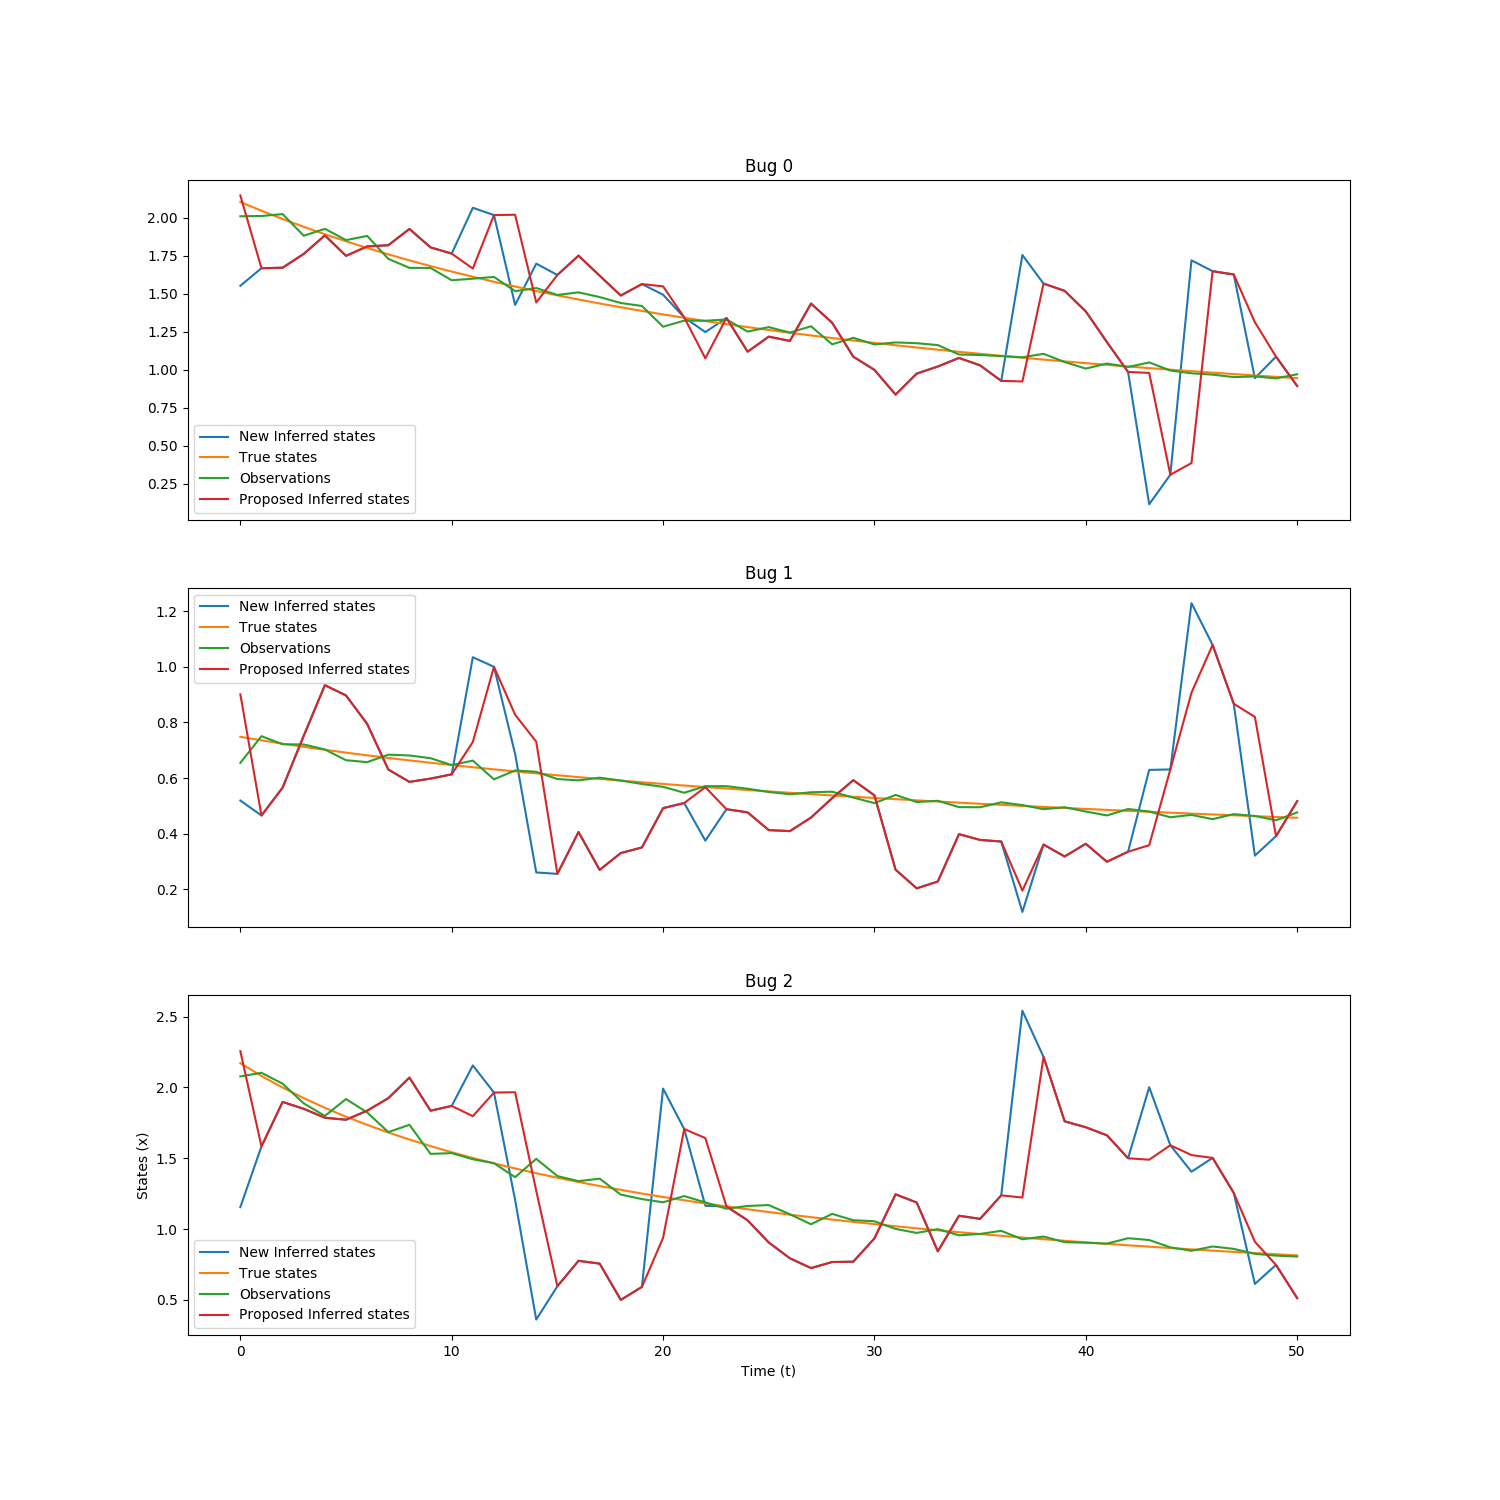 Bug 0
2.00
1.75
1.50
1.25
1.00
0.75
0.50
0.25
New Inferred states
True states
Observations
Proposed Inferred states
Bug 1
1.2
1.0
0.8
0.6
0.4
0.2
New Inferred states
True states
Observations
Proposed Inferred states
Bug 2
2.5
2.0
1.5
1.0
0.5
States (x)
New Inferred states
True states
Observations
Proposed Inferred states
0 10 20 30 40 50
Time (t)